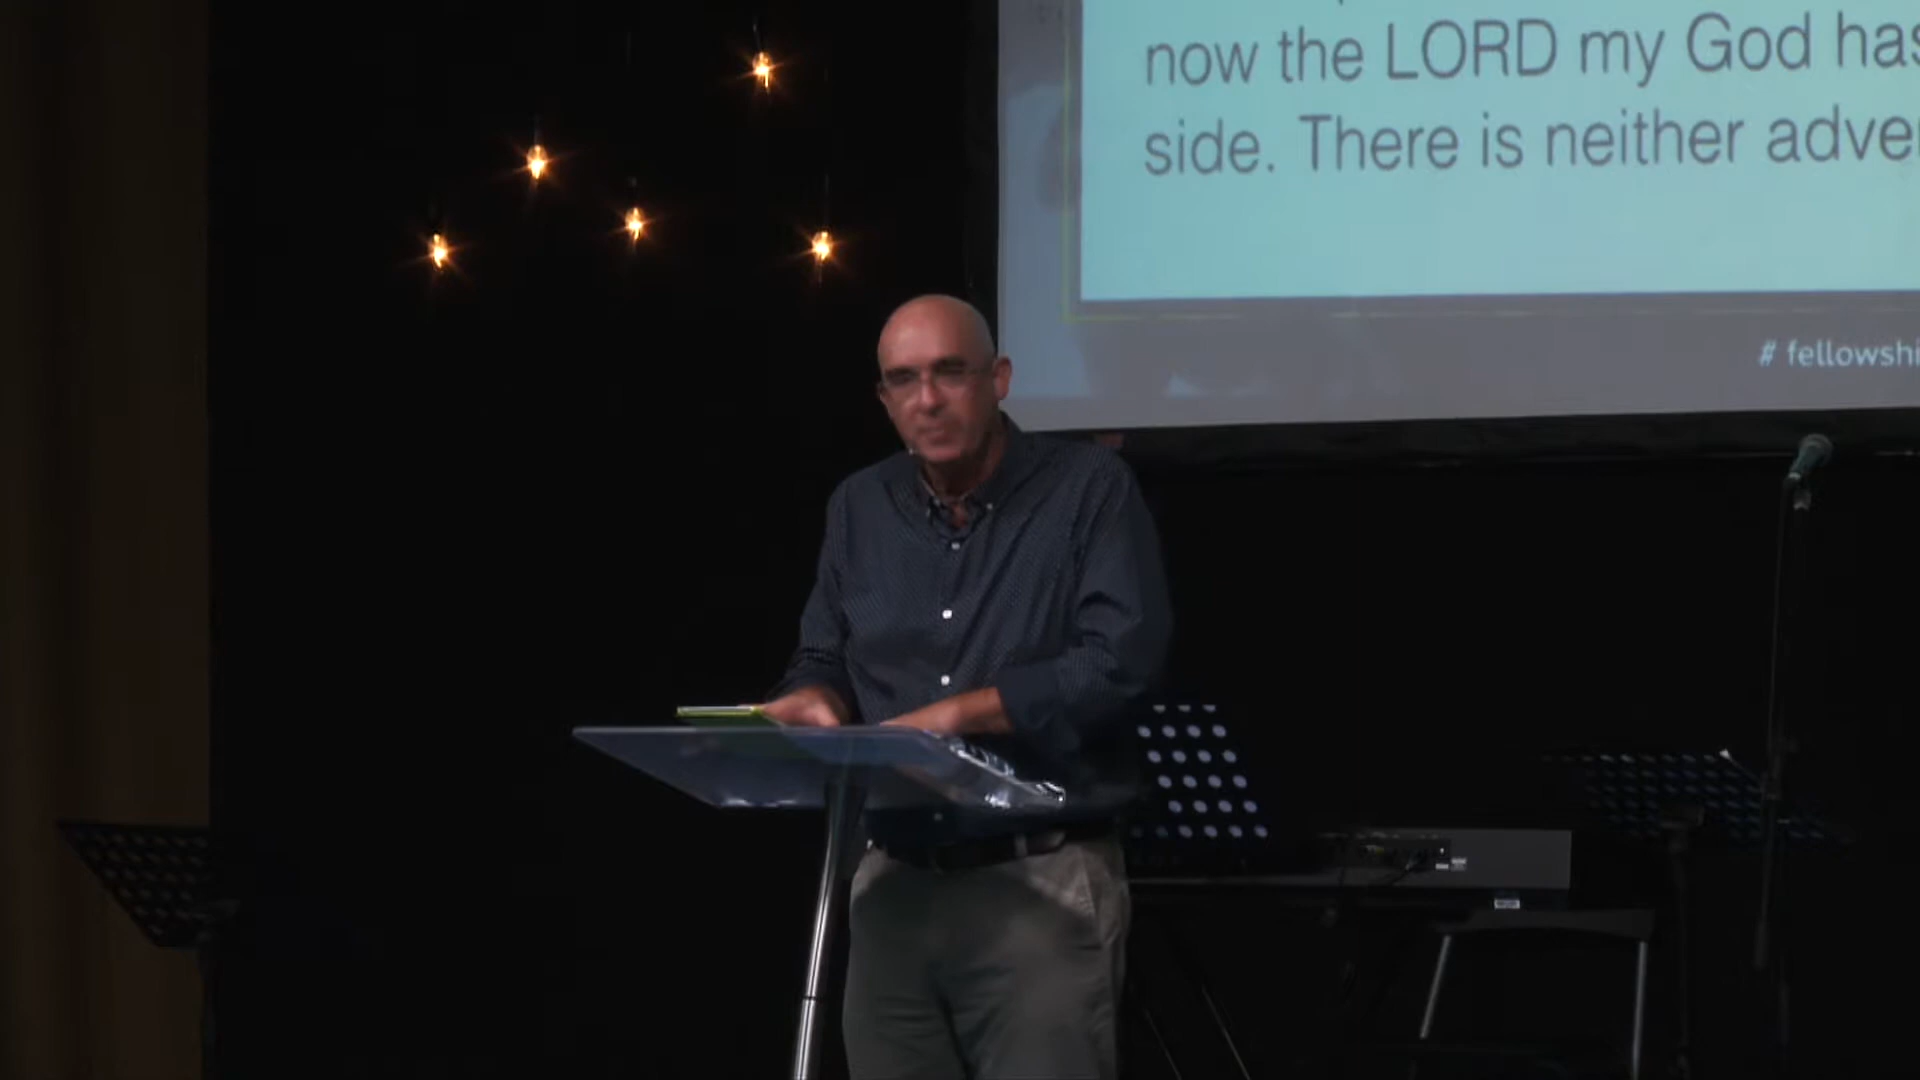 now the LORD my God has
side. There is neither adve
# fellowshi